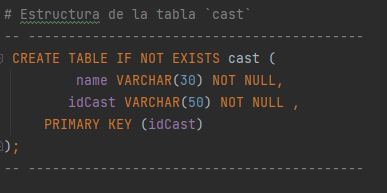 # Estructura de la tabla `cast`
-- ----------------------------------------
CREATE TABLE IF NOT EXISTS cast (
name VARCHAR(30) NOT NULL,
idCast VARCHAR(50) NOT NULL ,
PRIMARY KEY (idCast)
);
-- ----------------------------------------